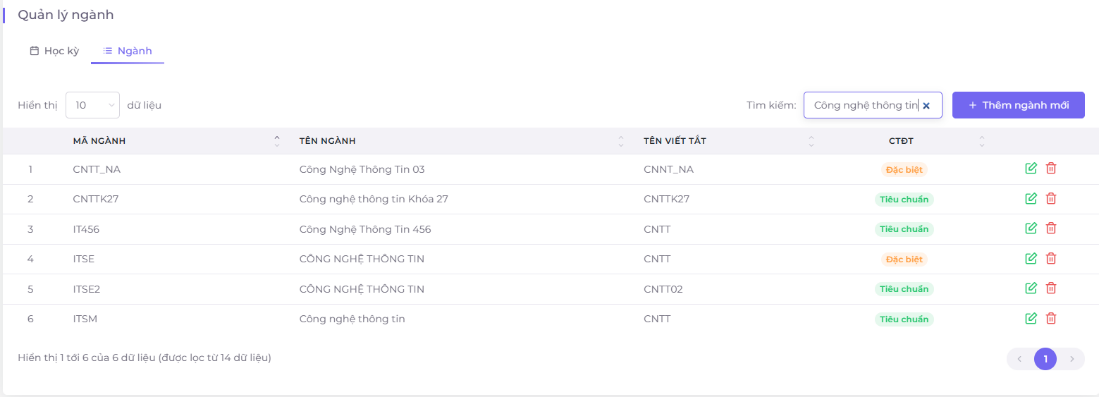 Quản lý ngành
Học kỳ Ngành
Hiển thị 10 dữ liệu Tìm kiếm: Công nghệ thông tin + Thêm ngành mới
MÃ NGÀNH TÊN NGÀNH TÊN VIẾT TẮT CTĐT
1 CNTT_NA Công Nghệ Thông Tin 03 CNNT_NA Đặc biệt
2 CNTTK27 Công nghệ thông tin Khóa 27 CNTTK27 Tiêu chuẩn
3 IT456 Công Nghệ Thông Tin 456 CNTT Tiêu chuẩn
4 ITSE CÔNG NGHỆ THÔNG TIN CNTT Đặc biệt
5 ITSE2 CÔNG NGHỆ THÔNG TIN CNTT02 Tiêu chuẩn
6 ITSM Công nghệ thông tin CNTT Tiêu chuẩn
Hiển thị 1 tới 6 của 6 dữ liệu (được lọc từ 14 dữ liệu) 1